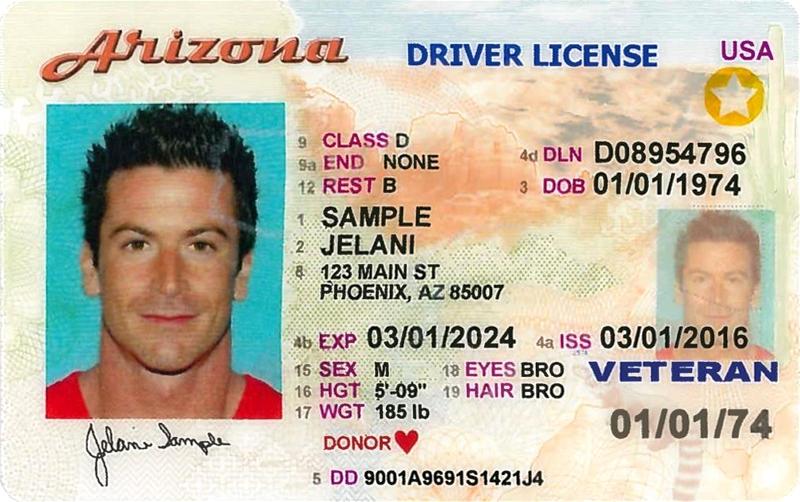 Arizona DRIVER LICENSE USA
9 CLASS D
9a END NONE 4d DLN D08954796
12 REST B 3 DOB 01/01/1974
1 SAMPLE
2 JELANI
8 123 MAIN ST
PHOENIX, AZ 85007
4b EXP 03/01/2024 4a ISS 03/01/2016
15 SEX M 18 EYES BRO VETERAN
16 HGT 5'-09" 19 HAIR BRO
17 WGT 185 lb 01/01/74
Jelani Sample
DONOR
5 DD 9001A9691S1421J4